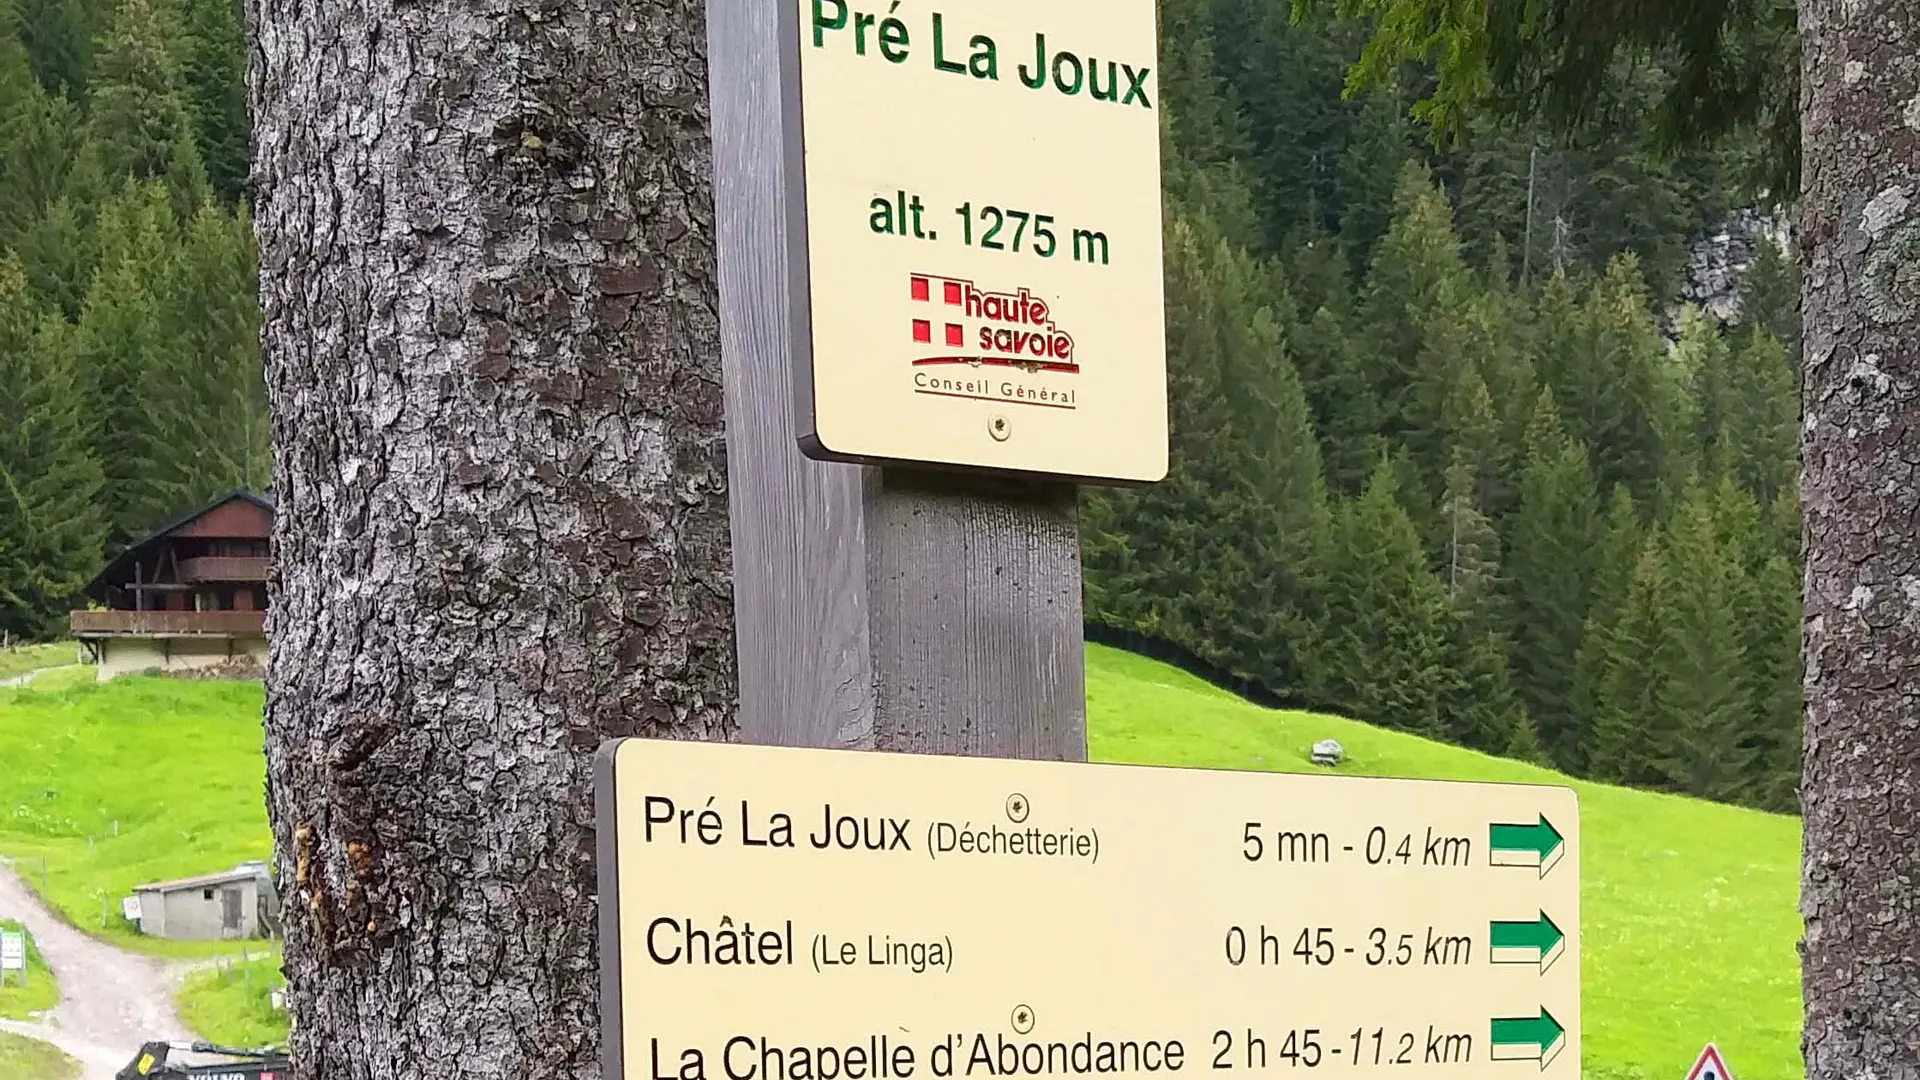 Pré La Joux
alt. 1275 m
haute
savoie
Conseil Général
Pré La Joux (Déchetterie) 5 mn - 0.4 km
Châtel (Le Linga) 0 h 45 - 3.5 km
La Chapelle d'Abondance 2 h 45 - 11.2 km
VOLVO